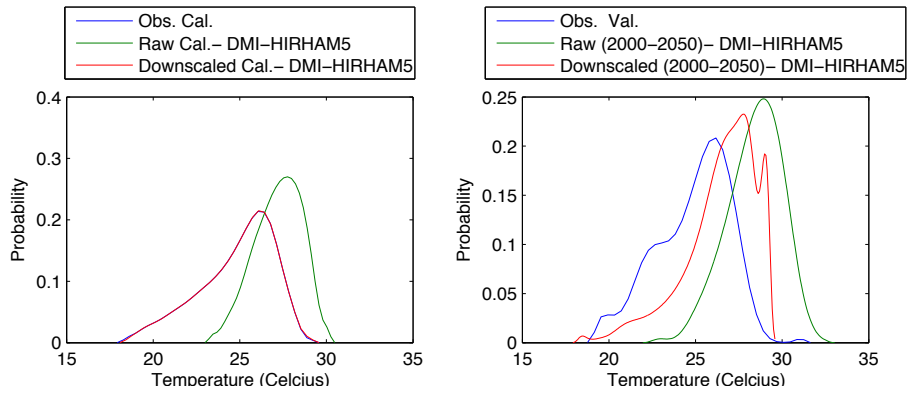 Obs. Cal.
Raw Cal.− DMI−HIRHAM5
Downscaled Cal.− DMI−HIRHAM5
0.4
0.3
0.2
0.1
0
Probability
15 20 25 30 35
Temperature (Celcius)
Obs. Val.
Raw (2000−2050)− DMI−HIRHAM5
Downscaled (2000−2050)− DMI−HIRHAM5
0.25
0.2
0.15
0.1
0.05
0
Probability
15 20 25 30 35
Temperature (Celcius)